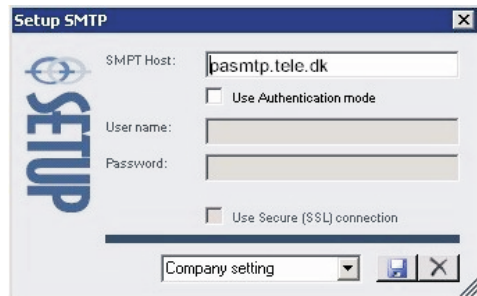 Setup SMTP
SMPT Host:
pasmtp.tele.dk
Use Authentication mode
User name:
Password:
Use Secure (SSL) connection
Company setting
SETUP